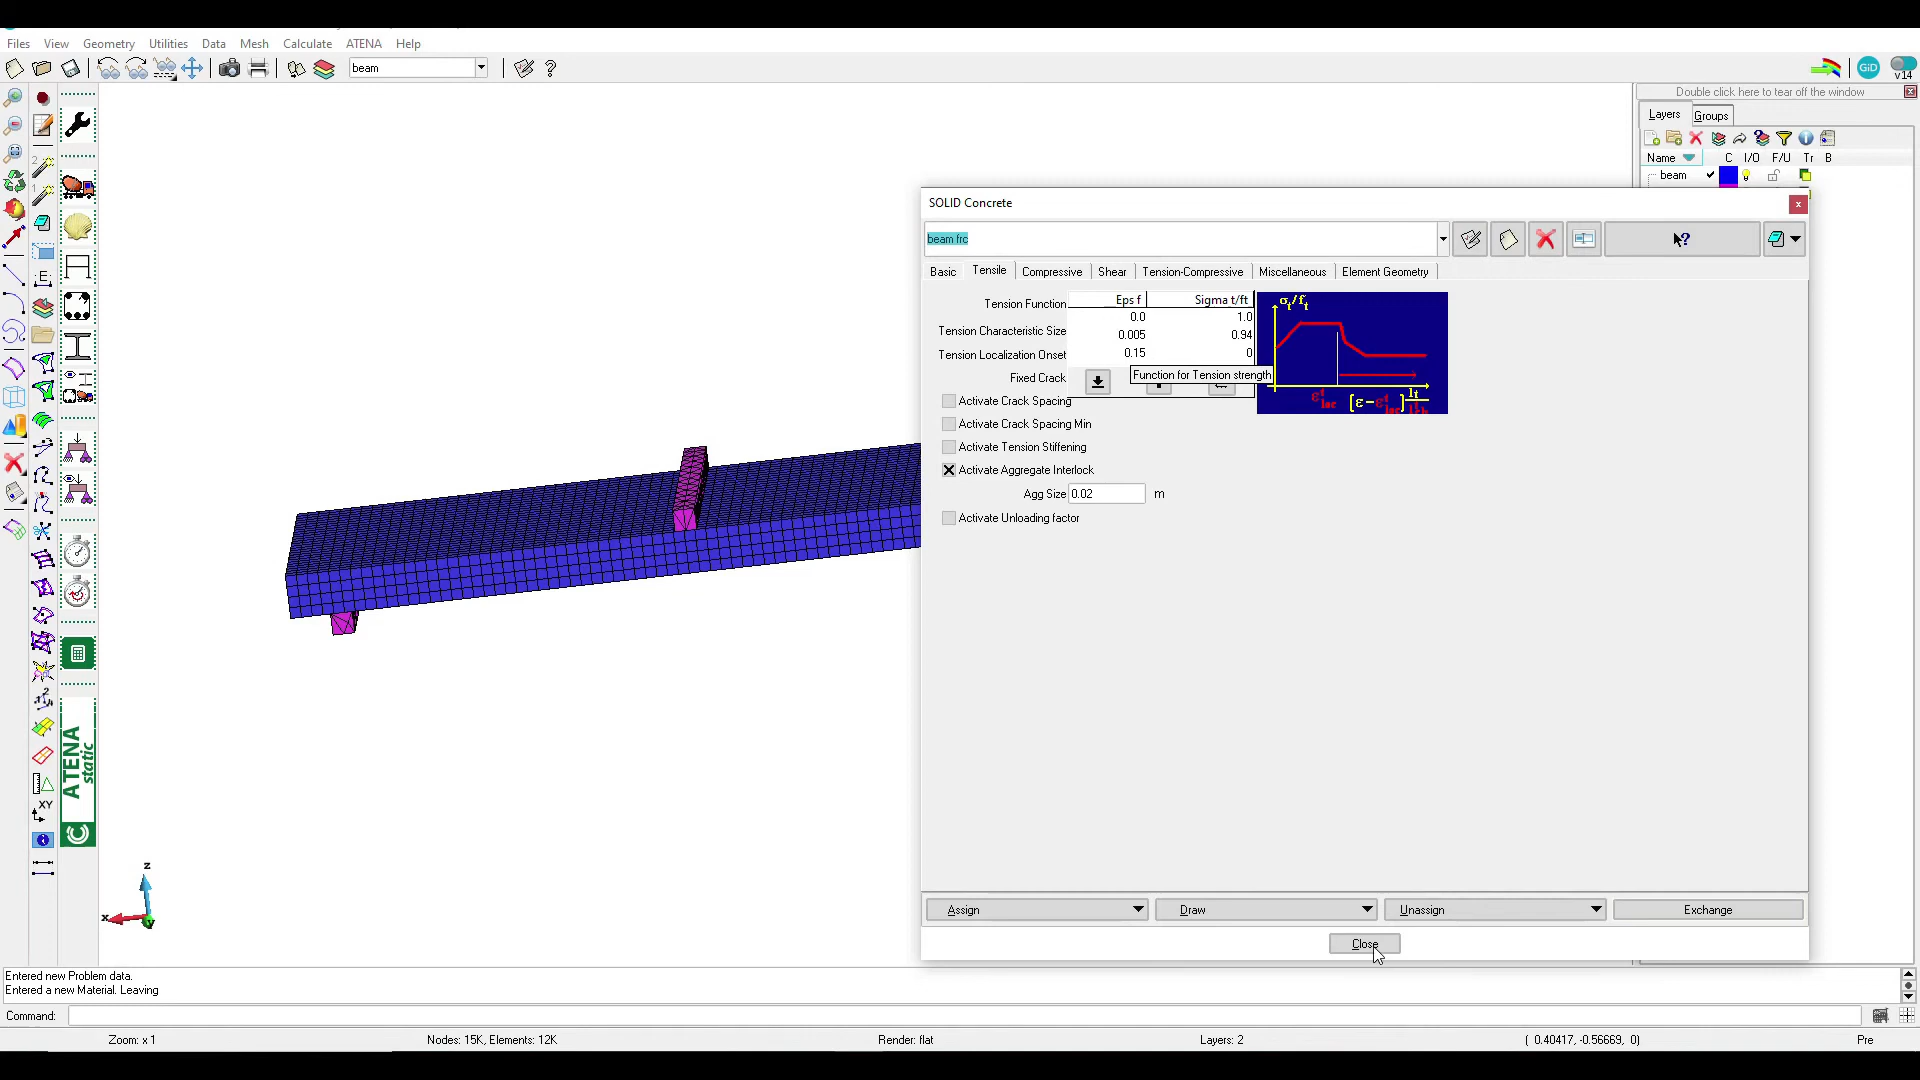 Files View Geometry Utilities Data Mesh Calculate ATENA Help
beam
GiD
v14
Double click here to tear off the window
Layers Groups
Name C I/O F/U Tr B
beam
SOLID Concrete
beam frc
Basic Tensile Compressive Shear Tension-Compressive Miscellaneous Element Geometry
Tension Function
Eps f Sigma t/ft
0.0 1.0
0.005 0.94
0.15 0
Tension Characteristic Size
Tension Localization Onset
Fixed Crack
Function for Tension strength
Activate Crack Spacing
Activate Crack Spacing Min
Activate Tension Stiffening
Activate Aggregate Interlock
Agg Size 0.02 m
Activate Unloading factor
Assign Draw Unassign Exchange
Close
ATENA
static
z
x
Entered new Problem data.
Entered a new Material. Leaving
Command:
Zoom: x 1 Nodes: 15K, Elements: 12K Render: flat Layers: 2 ( 0.40417, -0.56669, 0) Pre